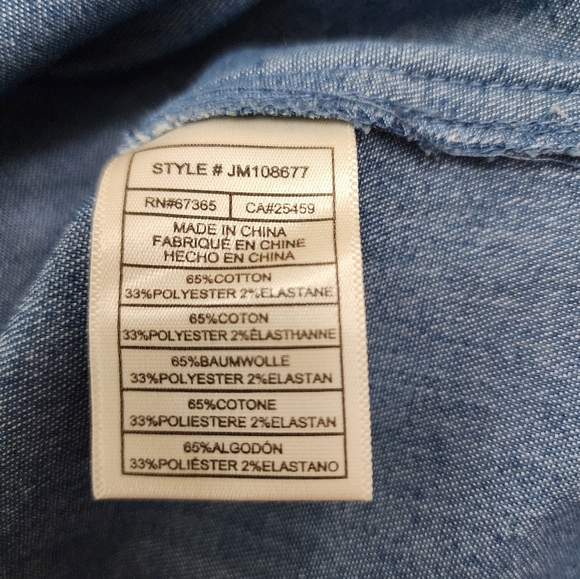 STYLE # JM108677
RN#67365 CA#25459
MADE IN CHINA
FABRIQUÉ EN CHINE
HECHO EN CHINA
65%COTTON
33%POLYESTER 2%ELASTANE
65%COTON
33%POLYESTER 2%ÉLASTHANNE
65%BAUMWOLLE
33%POLYESTER 2%ELASTAN
65%COTONE
33%POLIESTERE 2%ELASTAN
65%ALGODÓN
33%POLIÉSTER 2%ELASTANO